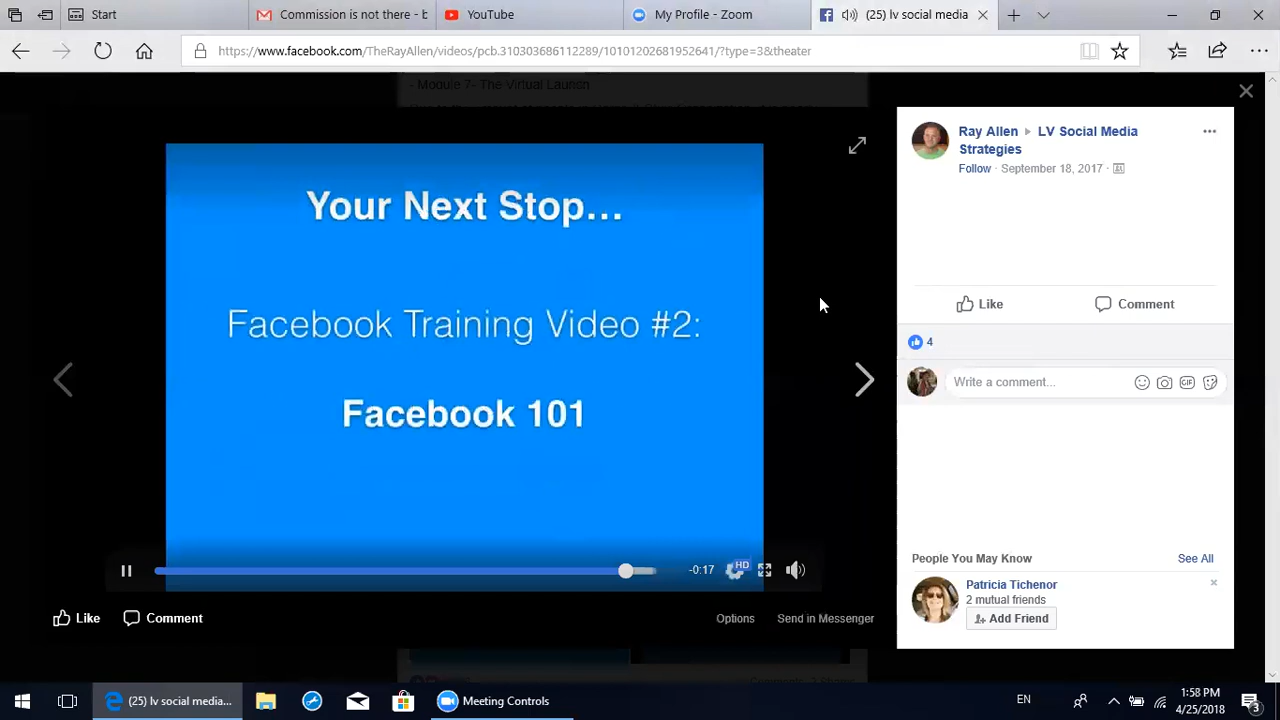 Start
Commission is not there - b
YouTube
My Profile - Zoom
(25) lv social media
https://www.facebook.com/TheRayAllen/videos/pcb.310303686112289/10101202681952641/?type=3&theater
- Module 7– The Virtual Launch
Ray Allen LV Social Media
Strategies
Follow · September 18, 2017 ·
Your Next Stop...
Facebook Training Video #2:
Facebook 101
Like Comment
4
Write a comment...
GIF
-0:17 HD
People You May Know See All
Patricia Tichenor
2 mutual friends
Add Friend
Like Comment Options Send in Messenger
(25) lv social media...
Meeting Controls
EN
1:58 PM
4/25/2018
3